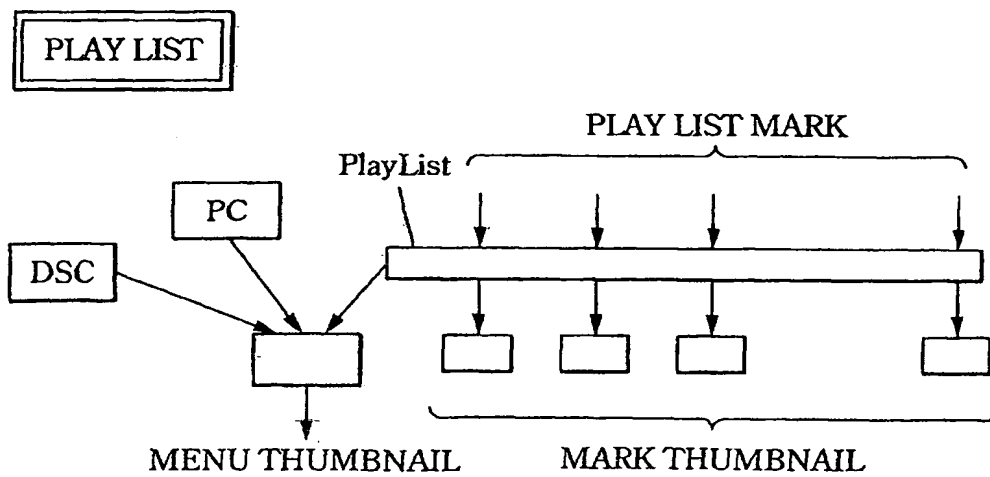 PLAY LIST
PLAY LIST MARK
PlayList
PC
DSC
MENU THUMBNAIL
MARK THUMBNAIL